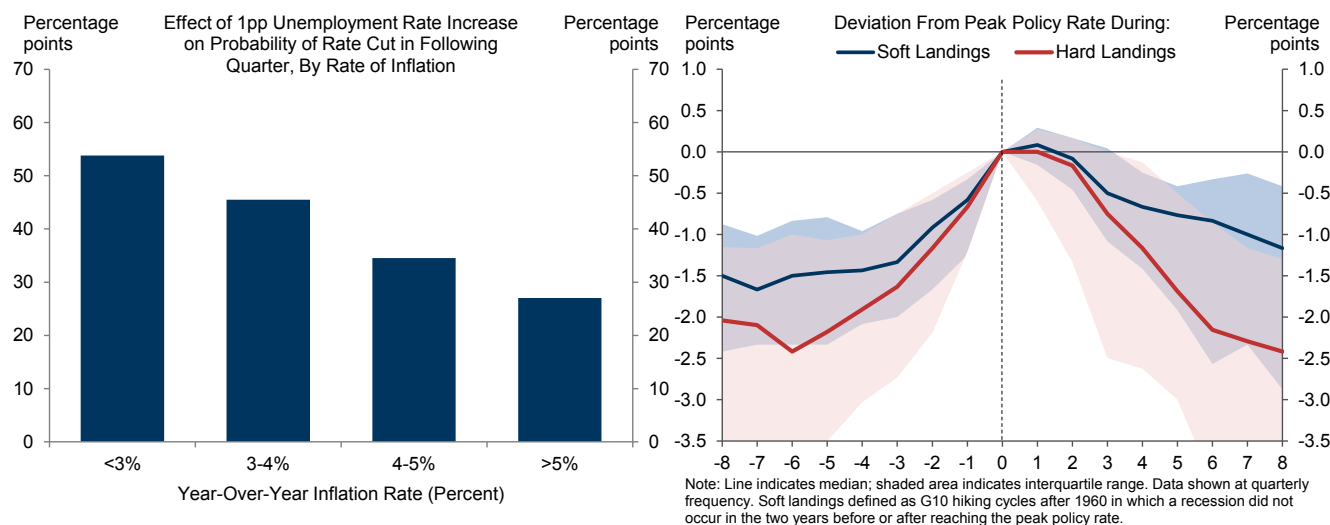 Percentage
points
Effect of 1pp Unemployment Rate Increase
on Probability of Rate Cut in Following
Quarter, By Rate of Inflation
Percentage
points
70
60
50
40
30
20
10
0
70
60
50
40
30
20
10
0
<3%
3-4%
4-5%
>5%
Year-Over-Year Inflation Rate (Percent)
Percentage
points
Deviation From Peak Policy Rate During:
Soft Landings
Hard Landings
Percentage
points
1.0
0.5
0.0
-0.5
-1.0
-1.5
-2.0
-2.5
-3.0
-3.5
1.0
0.5
0.0
-0.5
-1.0
-1.5
-2.0
-2.5
-3.0
-3.5
-8 -7 -6 -5 -4 -3 -2 -1 0 1 2 3 4 5 6 7 8
Note: Line indicates median; shaded area indicates interquartile range. Data shown at quarterly
frequency. Soft landings defined as G10 hiking cycles after 1960 in which a recession did not
occur in the two years before or after reaching the peak policy rate.